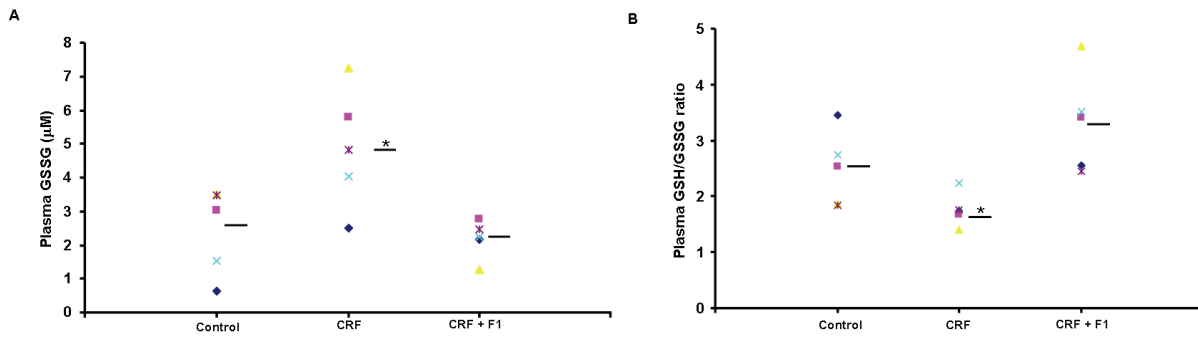 A
Plasma GSSG (µM)
8
7
6
5
4
3
2
1
0
*
Control
CRF
CRF + F1
B
Plasma GSH/GSSG ratio
5
4
3
2
1
0
*
Control
CRF
CRF + F1